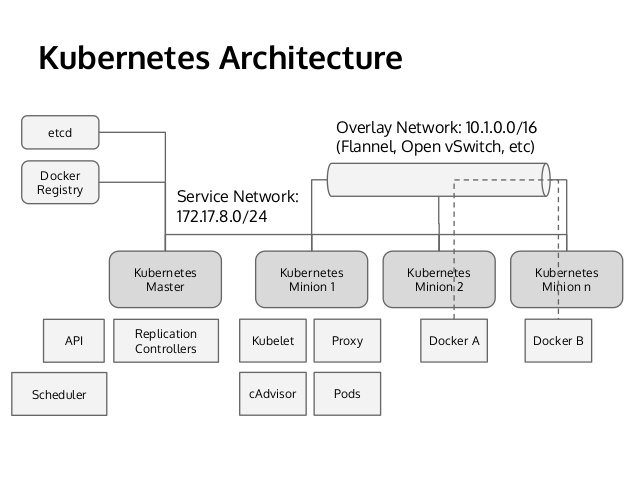 Kubernetes Architecture
etcd
Docker
Registry
Overlay Network: 10.1.0.0/16
(Flannel, Open vSwitch, etc)
Service Network:
172.17.8.0/24
Kubernetes
Master
Kubernetes
Minion 1
Kubernetes
Minion 2
Kubernetes
Minion n
API
Replication
Controllers
Kubelet
Proxy
Docker A
Docker B
Scheduler
cAdvisor
Pods